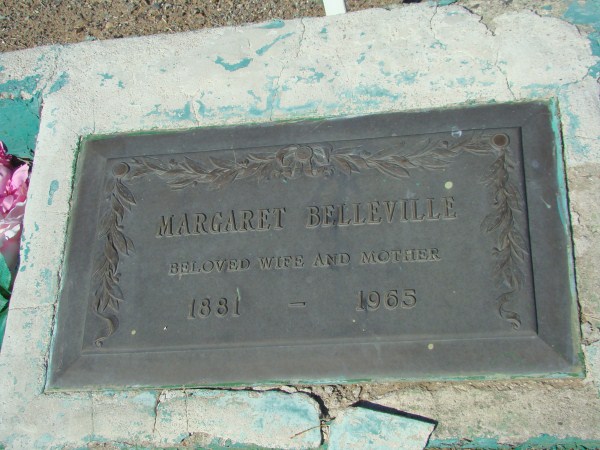 MARGARET BELLEVILLE
BELOVED WIFE AND MOTHER
1881 – 1965